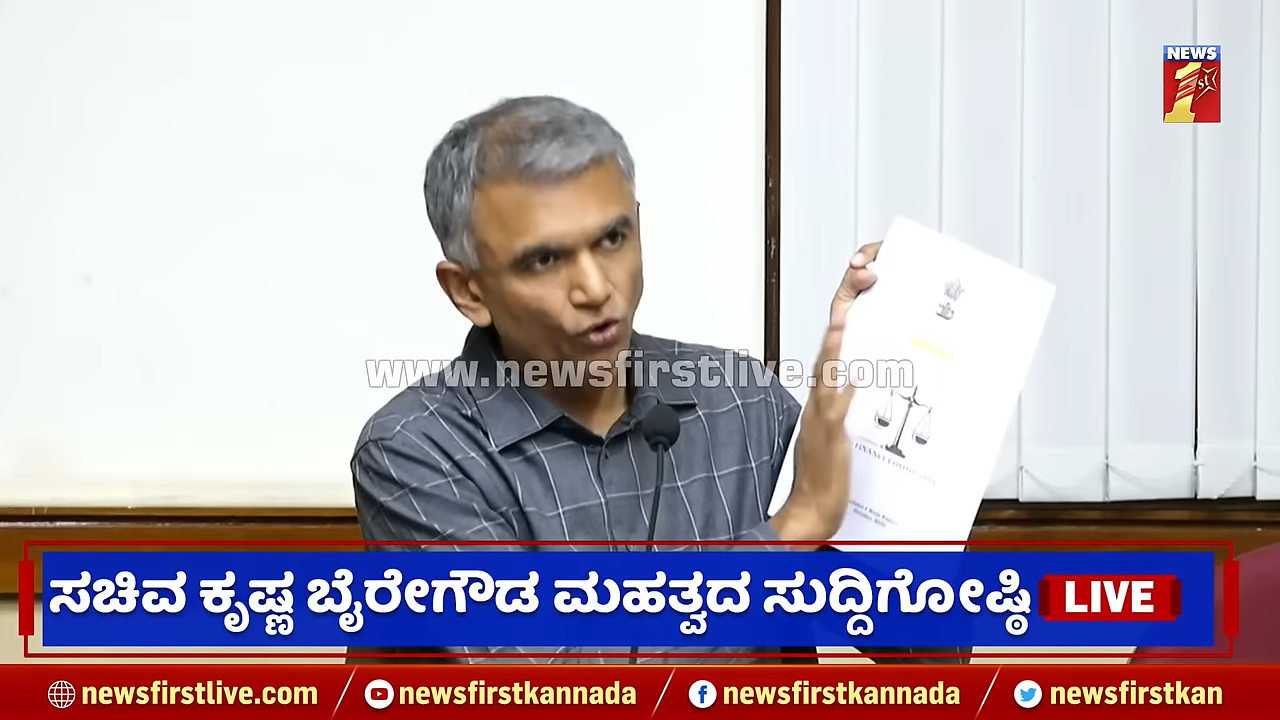 NEWS
1st
www.newsfirstlive.com
ಸಚಿವ ಕೃಷ್ಣ ಬೈರೇಗೌಡ ಮಹತ್ವದ ಸುದ್ದಿಗೋಷ್ಠಿ LIVE
newsfirstlive.com newsfirstkannada newsfirstkannada newsfirstkan